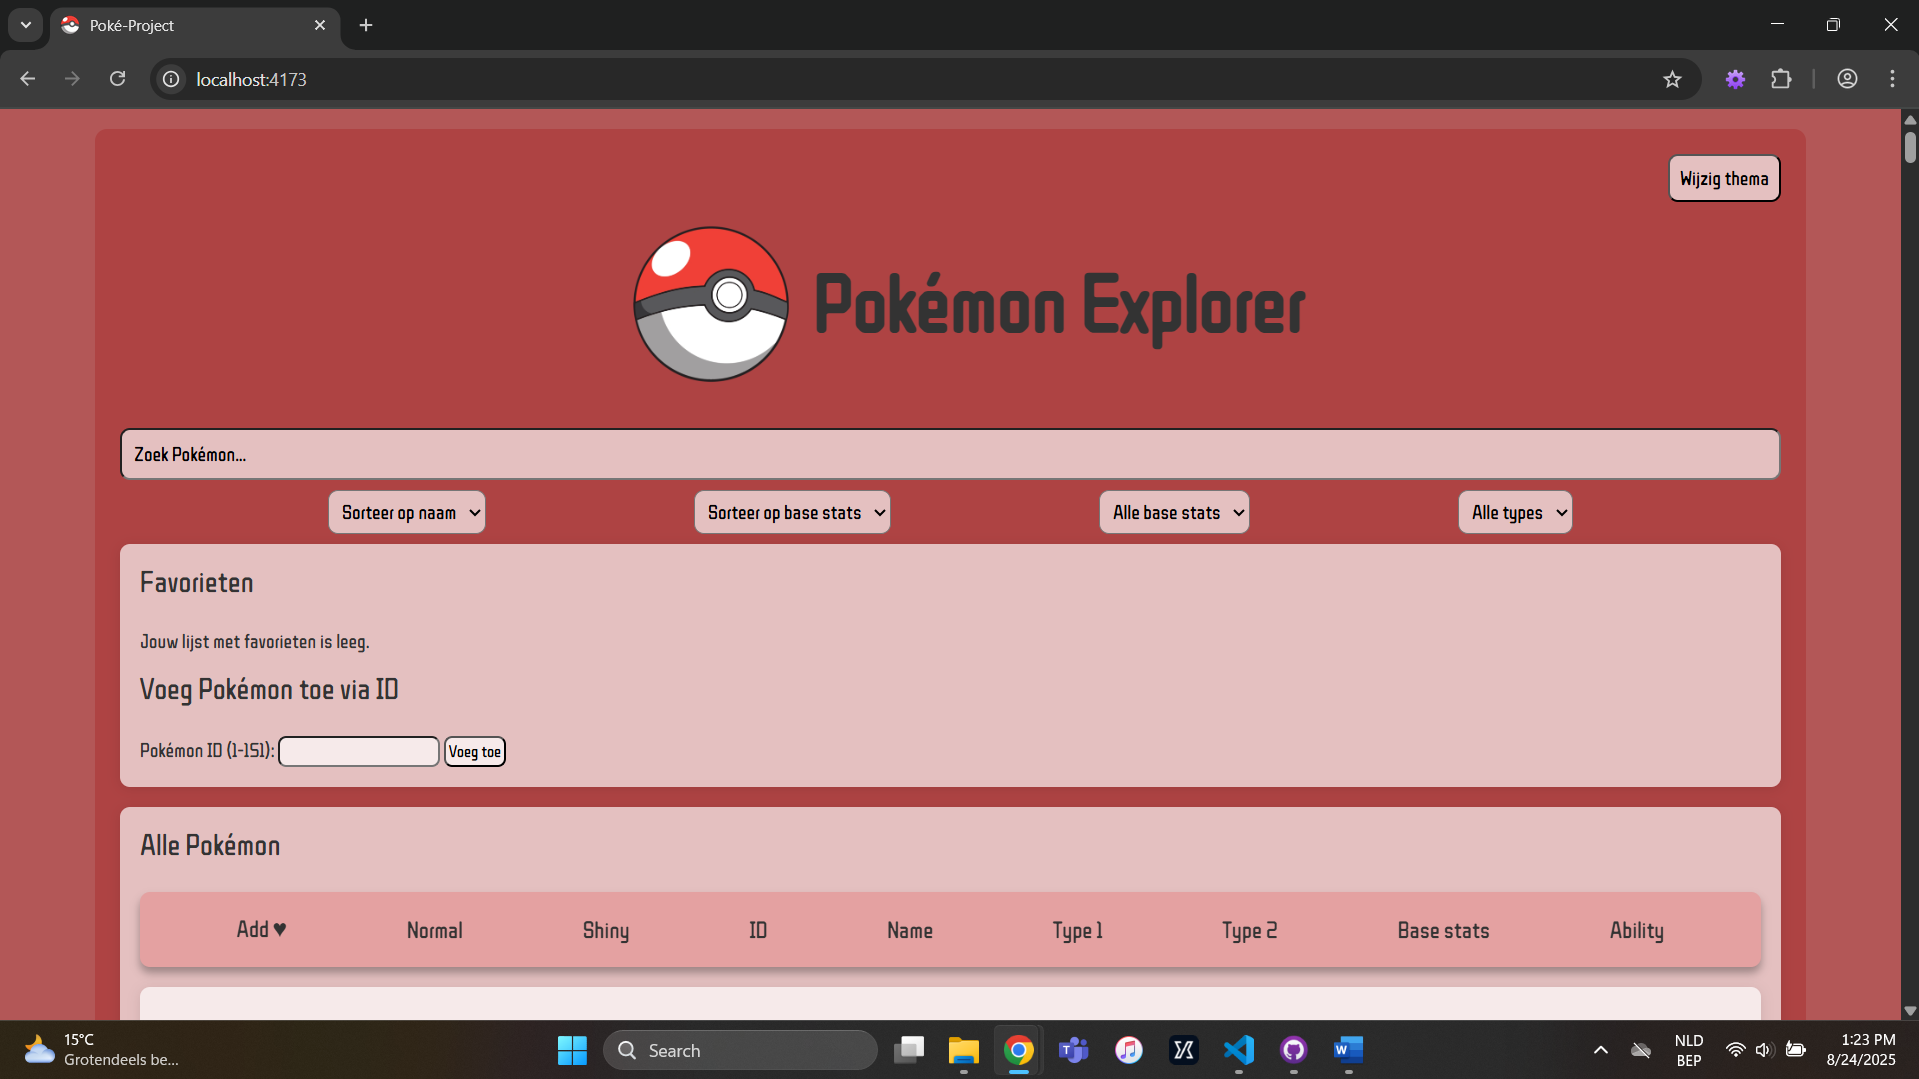 Poké-Project
localhost:4173
Wijzig thema
Pokémon Explorer
Zoek Pokémon...
Sorteer op naam
Sorteer op base stats
Alle base stats
Alle types
Favorieten
Jouw lijst met favorieten is leeg.
Voeg Pokémon toe via ID
Pokémon ID (1-151):
Voeg toe
Alle Pokémon
Add ♥ Normal Shiny ID Name Type 1 Type 2 Base stats Ability
15°C
Grotendeels be...
Search
NLD
BEP
1:23 PM
8/24/2025